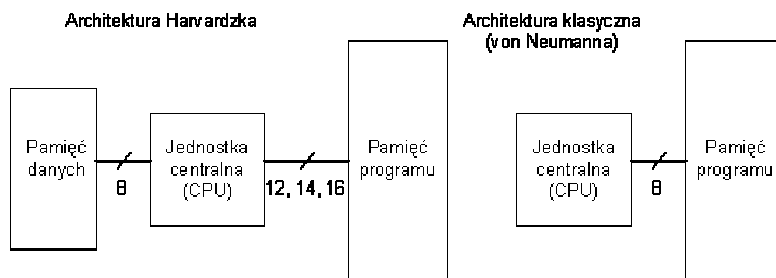 Architektura Harvardzka
Pamięć
danych
8
Jednostka
centralna
(CPU)
12, 14, 16
Pamięć
programu
Architektura klasyczna
(von Neumanna)
Jednostka
centralna
(CPU)
8
Pamięć
programu